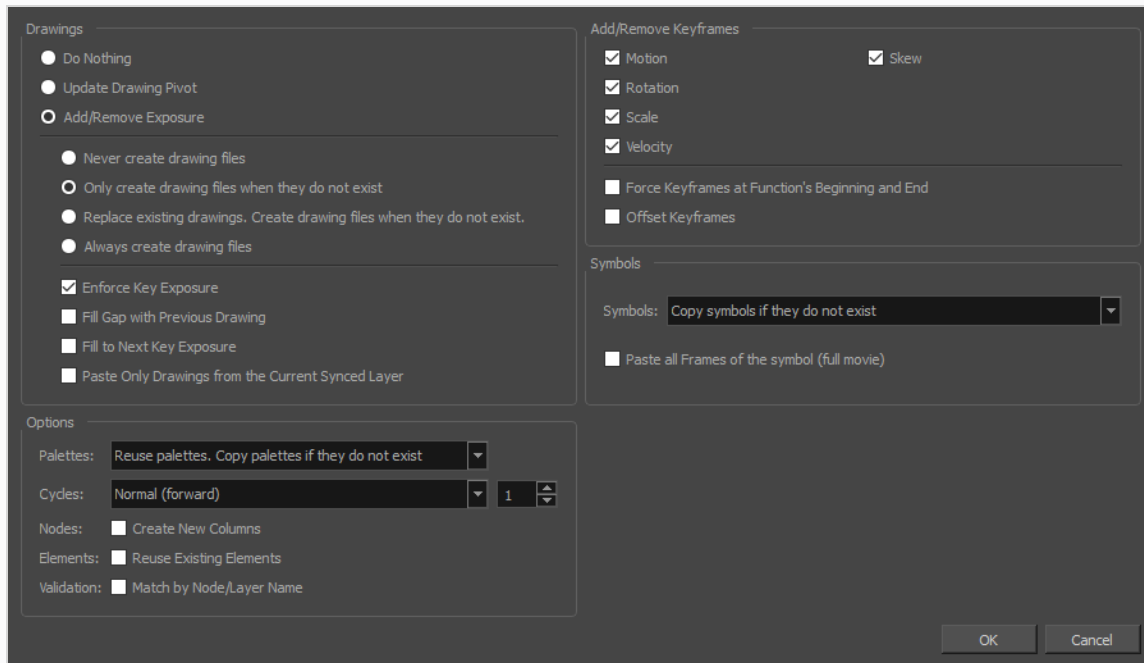 Drawings
Do Nothing
Update Drawing Pivot
Add/Remove Exposure
Never create drawing files
Only create drawing files when they do not exist
Replace existing drawings. Create drawing files when they do not exist.
Always create drawing files
Enforce Key Exposure
Fill Gap with Previous Drawing
Fill to Next Key Exposure
Paste Only Drawings from the Current Synced Layer
Options
Palettes: Reuse palettes. Copy palettes if they do not exist
Cycles: Normal (forward) 1
Nodes: Create New Columns
Elements: Reuse Existing Elements
Validation: Match by Node/Layer Name
Add/Remove Keyframes
Motion Skew
Rotation
Scale
Velocity
Force Keyframes at Function's Beginning and End
Offset Keyframes
Symbols
Symbols: Copy symbols if they do not exist
Paste all Frames of the symbol (full movie)
OK Cancel